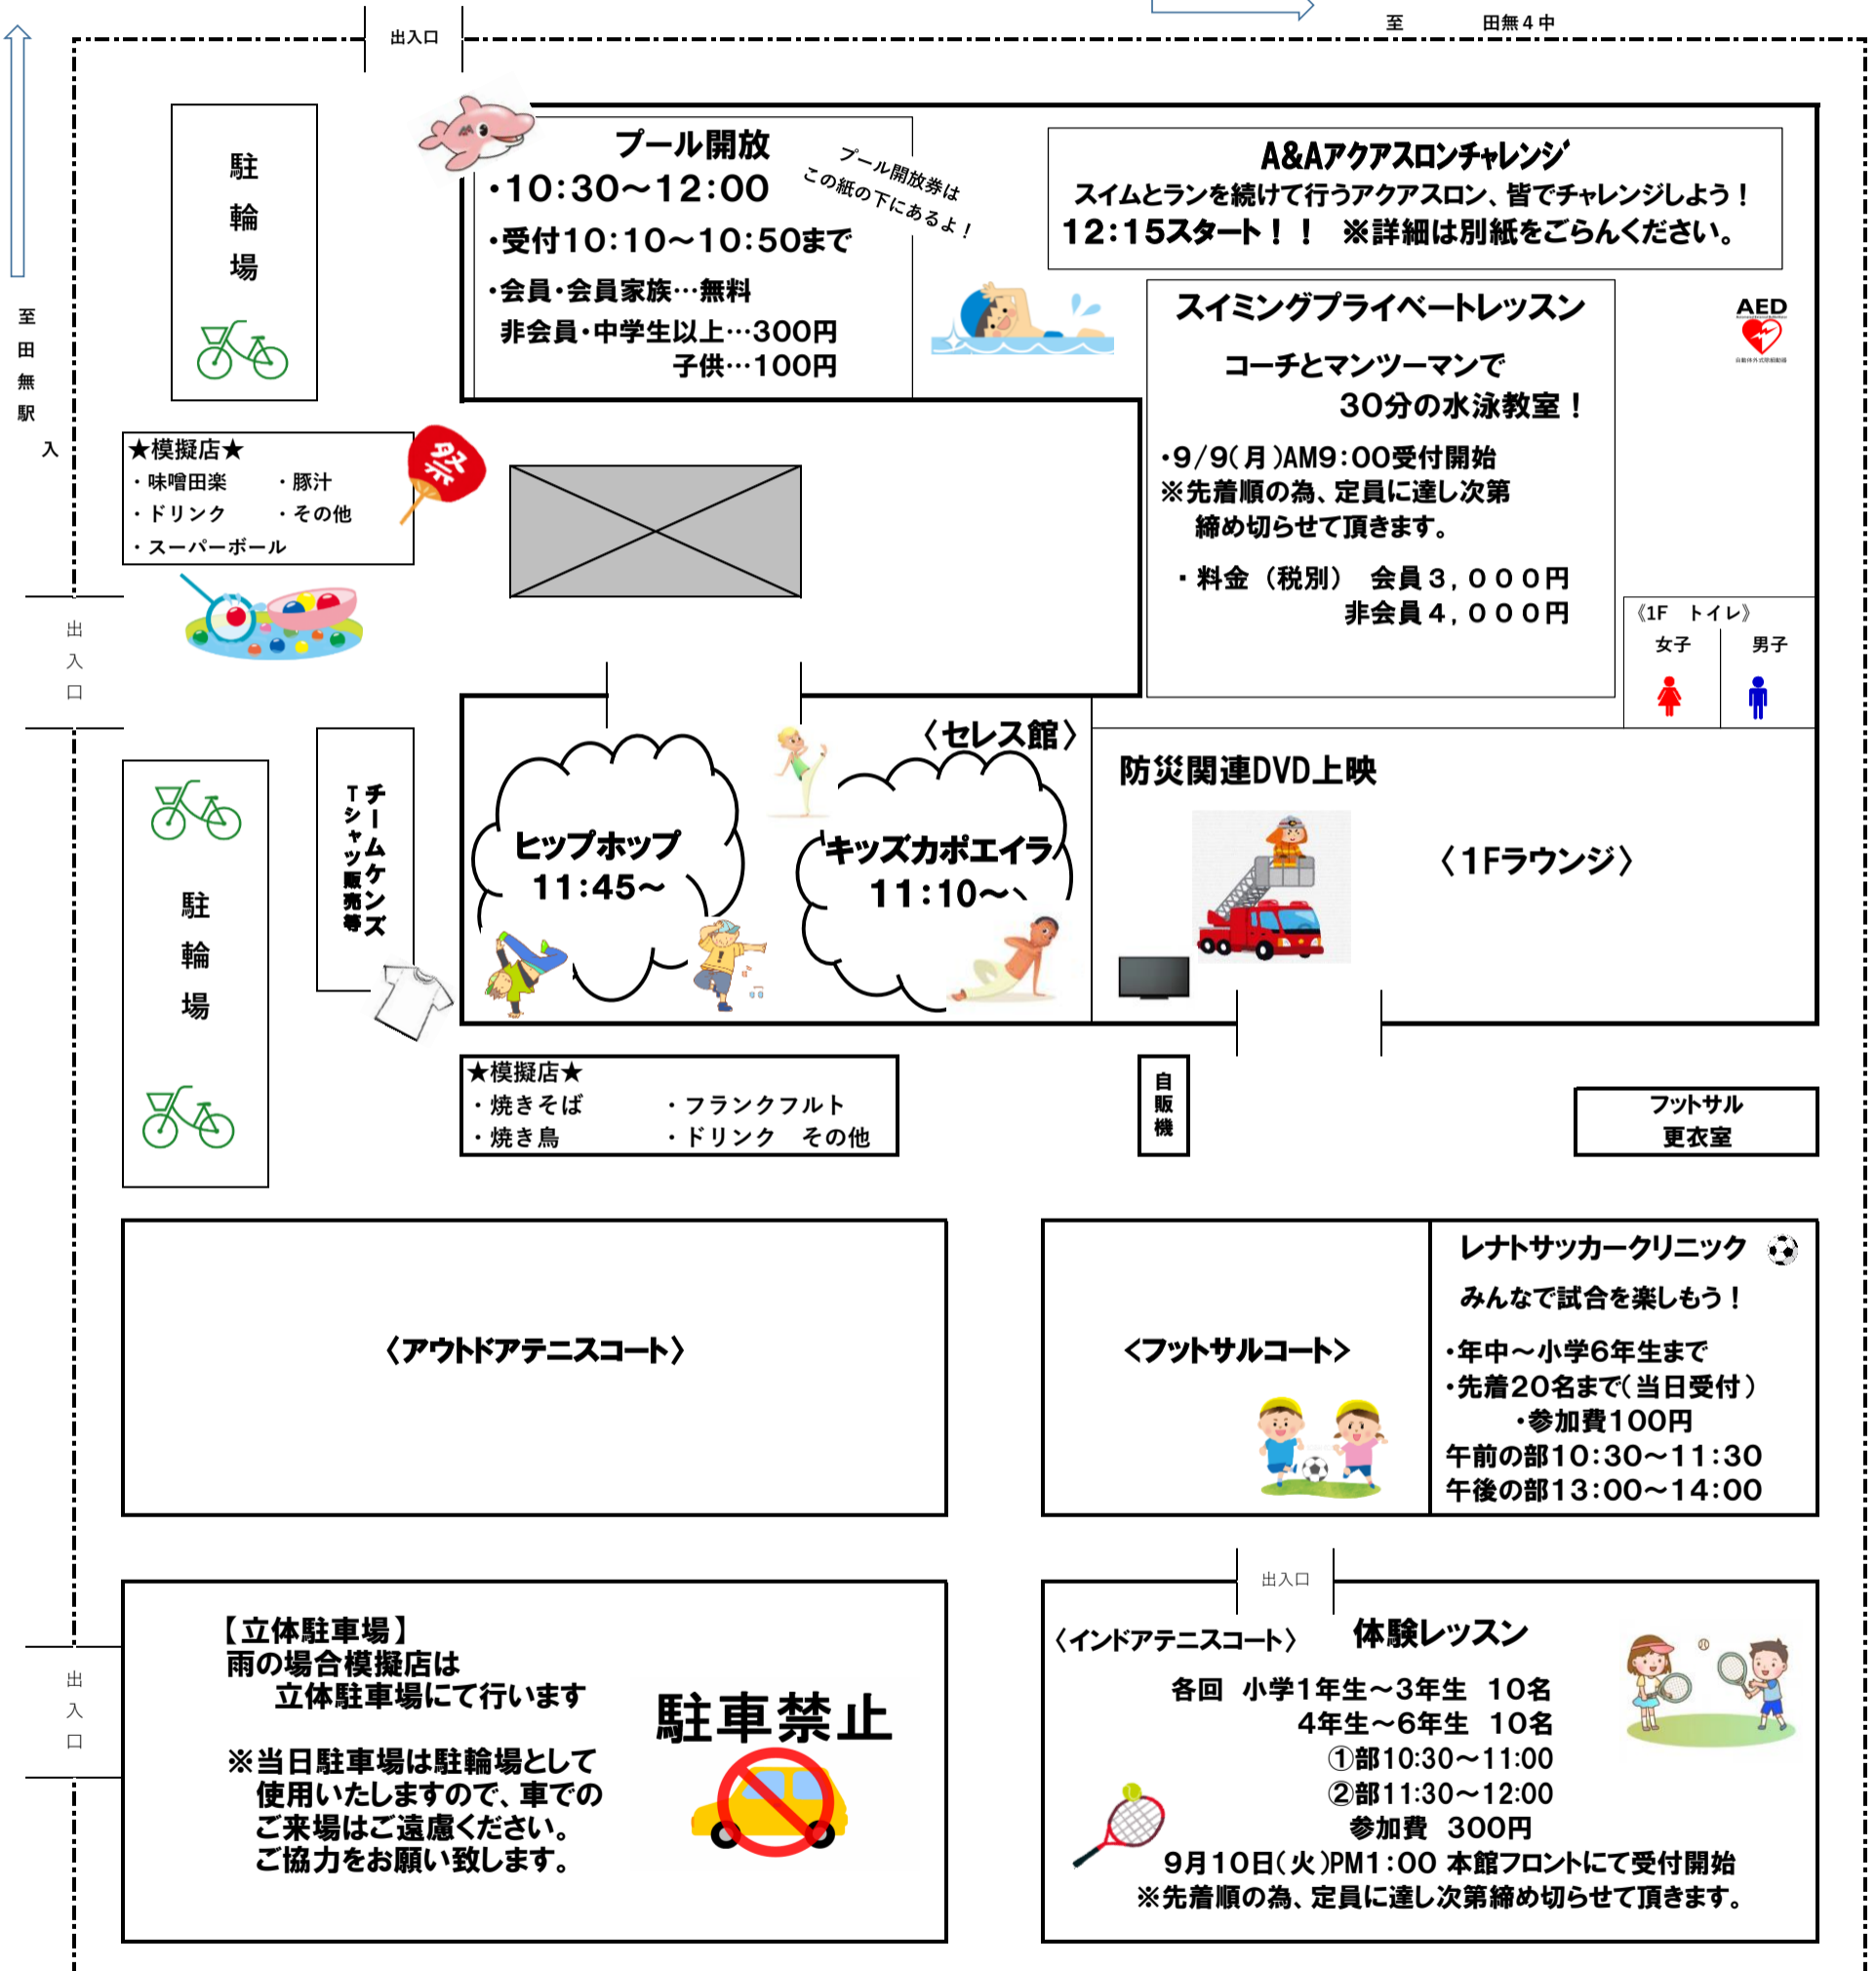 至　田無４中
出入口
至田無駅
入
駐輪場
プール開放
・10:30～12:00
・受付10:10～10:50まで
・会員・会員家族…無料
非会員・中学生以上…300円
子供…100円
プール開放券は
この紙の下にあるよ！
A&Aアクアスロンチャレンジ
スイムとランを続けて行うアクアスロン、皆でチャレンジしよう！
12:15スタート！！　※詳細は別紙をごらんください。
スイミングプライベートレッスン
コーチとマンツーマンで
30分の水泳教室！
・9/9(月)AM9:00受付開始
※先着順の為、定員に達し次第
締め切らせて頂きます。
・料金（税別）　会員３，０００円
非会員４，０００円
AED
自動体外式除細動器
《1F　トイレ》
女子　男子
★模擬店★
・味噌田楽　・豚汁
・ドリンク　・その他
・スーパーボール
祭
出入口
駐輪場
チームケンズ
Tシャツ販売等
〈セレス館〉
ヒップホップ
11:45～
キッズカポエイラ
11:10～
防災関連DVD上映
〈1Fラウンジ〉
★模擬店★
・焼きそば　・フランクフルト
・焼き鳥　・ドリンク　その他
自販機
フットサル
更衣室
〈アウトドアテニスコート〉
<フットサルコート>
レナトサッカークリニック
みんなで試合を楽しもう！
・年中～小学6年生まで
・先着20名まで(当日受付)
・参加費100円
午前の部10:30～11:30
午後の部13:00～14:00
出入口
【立体駐車場】
雨の場合模擬店は
立体駐車場にて行います
※当日駐車場は駐輪場として
使用いたしますので、車での
ご来場はご遠慮ください。
ご協力をお願い致します。
駐車禁止
出入口
〈インドアテニスコート〉　体験レッスン
各回　小学1年生～3年生　10名
4年生～6年生　10名
①部10:30～11:00
②部11:30～12:00
参加費　300円
9月10日(火)PM1:00 本館フロントにて受付開始
※先着順の為、定員に達し次第締め切らせて頂きます。